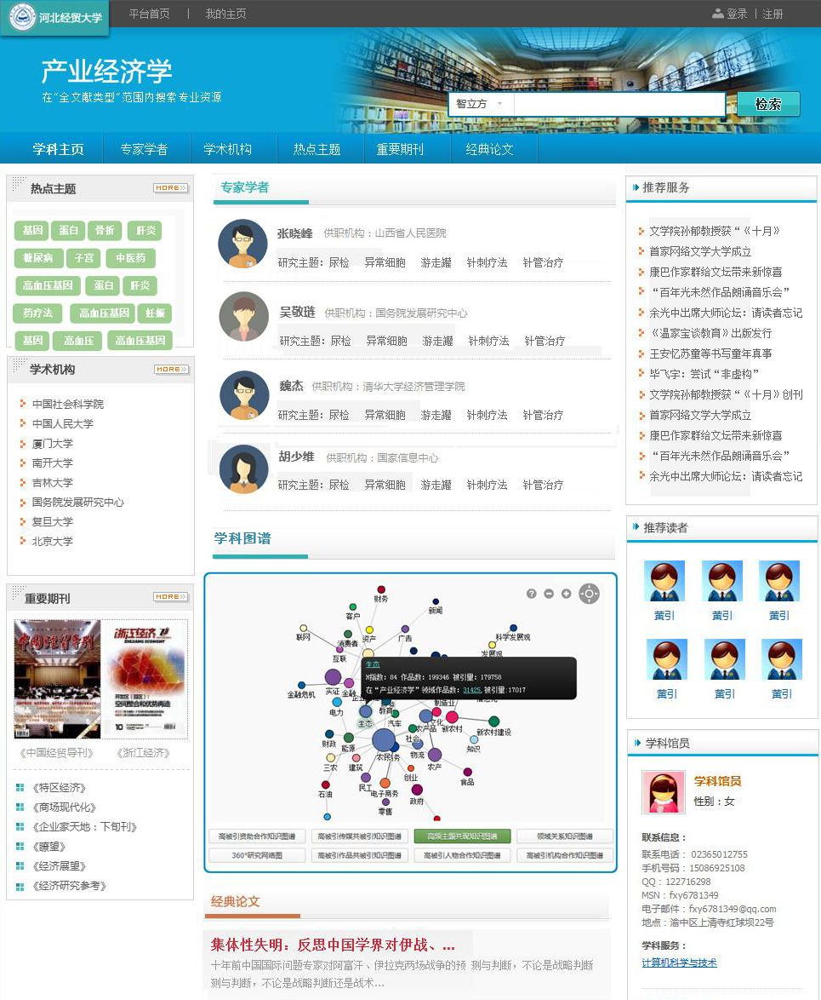 河北经贸大学
平台首页 | 我的主页
登录 | 注册
产业经济学
在“全文献类型”范围内搜索专业资源
智立方
检索
学科主页 专家学者 学术机构 热点主题 重要期刊 经典论文
热点主题
MORE
基因 蛋白 骨折 肝炎
糖尿病 子宫 中医药
高血压基因 蛋白 肝炎
药疗法 高血压基因 妊娠
基因 高血压 高血压基因
学术机构
MORE
中国社会科学院
中国人民大学
厦门大学
南开大学
吉林大学
国务院发展研究中心
复旦大学
北京大学
重要期刊
MORE
中国经贸导刊
浙江经济
ZHEJIANG ECONOMY
空间整合和优势再造
10
《中国经贸导刊》 《浙江经济》
《特区经济》
《商场现代化》
《企业家天地：下旬刊》
《瞭望》
《经济展望》
《经济研究参考》
专家学者
张晓峰 供职机构：山西省人民医院
研究主题：尿检 异常细胞 游走罐 针刺疗法 针管治疗
吴敬琏 供职机构：国务院发展研究中心
研究主题：尿检 异常细胞 游走罐 针刺疗法 针管治疗
魏杰 供职机构：清华大学经济管理学院
研究主题：尿检 异常细胞 游走罐 针刺疗法 针管治疗
胡少维 供职机构：国家信息中心
研究主题：尿检 异常细胞 游走罐 针刺疗法 针管治疗
学科图谱
财务
新闻
客户
联网
消费者
资产
广告
科学发展观
互联
发展观
生态
H指数：84 作品数：199346 被引量：179758
在“产业经济学”领域作品数：31425，被引量：17017
金融危机
实证
金融
制造业
电力
教育
生态
汽车
农产品
文化
新农村
新农村建设
财政
能源
社会
知识
农民
物流
农产
三农
建筑
创业
食品
石油
民工
电子商务
政府
零售
高被引资助合作知识图谱 高被引传媒共被引知识图谱 高频主题共现知识图谱 领域关系知识图谱
360°研究网络图 高被引作品共被引知识图谱 高被引人物合作知识图谱 高被引机构合作知识图谱
经典论文
集体性失明：反思中国学界对伊战、...
十年前中国国际问题专家对阿富汗、伊拉克两场战争的预 测与判断，不论是战略判断
测与判断，不论是战略判断还是战术...
推荐服务
文学院孙郁教授获“《十月》
首家网络文学大学成立
康巴作家群给文坛带来新惊喜
“百年光未然作品朗诵音乐会”
余光中出席大师论坛：请读者忘记
《温家宝谈教育》出版发行
王安忆苏童等书写童年真事
毕飞宇：尝试“非虚构”
文学院孙郁教授获“《十月》创刊
首家网络文学大学成立
康巴作家群给文坛带来新惊喜
“百年光未然作品朗诵音乐会”
余光中出席大师论坛：请读者忘记
推荐读者
黄引 黄引 黄引
黄引 黄引 黄引
学科馆员
学科馆员
性别：女
联系信息：
联系电话： 02365012755
手机号码：15086925108
QQ：122716298
MSN：fxy6781349
电子邮件：fxy6781349@qq.com
地点：渝中区上清寺红球坝22号
学科服务：
计算机科学与技术